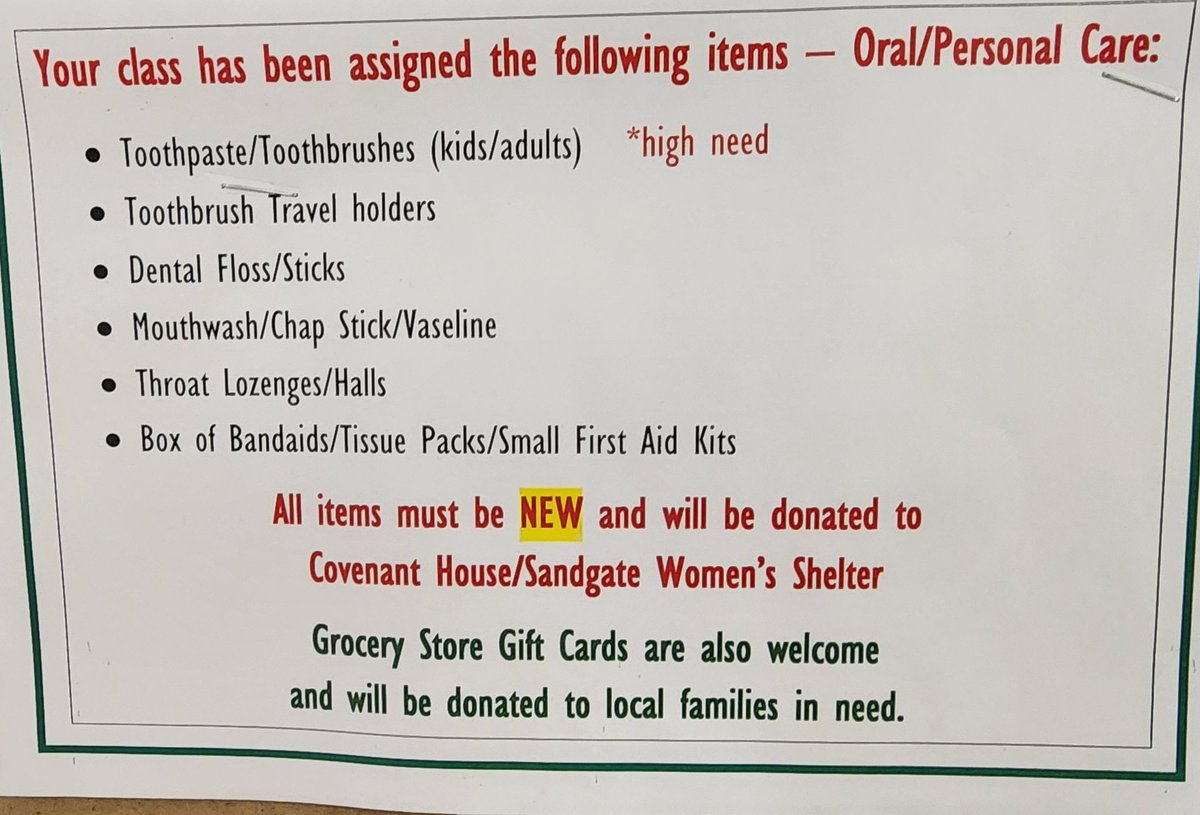 Your class has been assigned the following items — Oral/Personal Care:
• Toothpaste/Toothbrushes (kids/adults) *high need
• Toothbrush Travel holders
• Dental Floss/Sticks
• Mouthwash/Chap Stick/Vaseline
• Throat Lozenges/Halls
• Box of Bandaids/Tissue Packs/Small First Aid Kits
All items must be NEW and will be donated to
Covenant House/Sandgate Women's Shelter
Grocery Store Gift Cards are also welcome
and will be donated to local families in need.